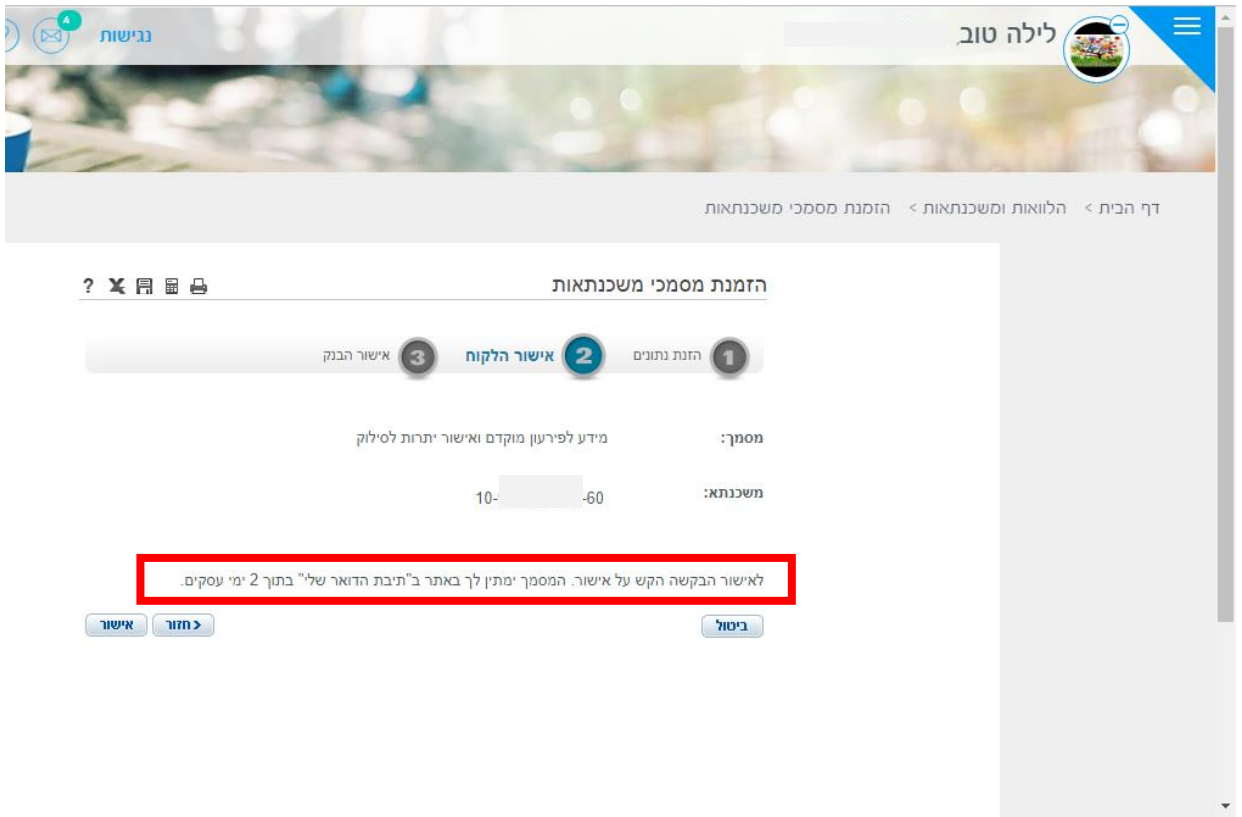 לילה טוב,
נגישות
4
דף הבית > הלוואות ומשכנתאות > הזמנת מסמכי משכנתאות
הזמנת מסמכי משכנתאות
?
1 הזנת נתונים 2 אישור הלקוח 3 אישור הבנק
מסמך: מידע לפירעון מוקדם ואישור יתרות לסילוק
משכנתא: 10- -60
לאישור הבקשה הקש על אישור. המסמך ימתין לך באתר ב"תיבת הדואר שלי" בתוך 2 ימי עסקים.
ביטול < חזור אישור